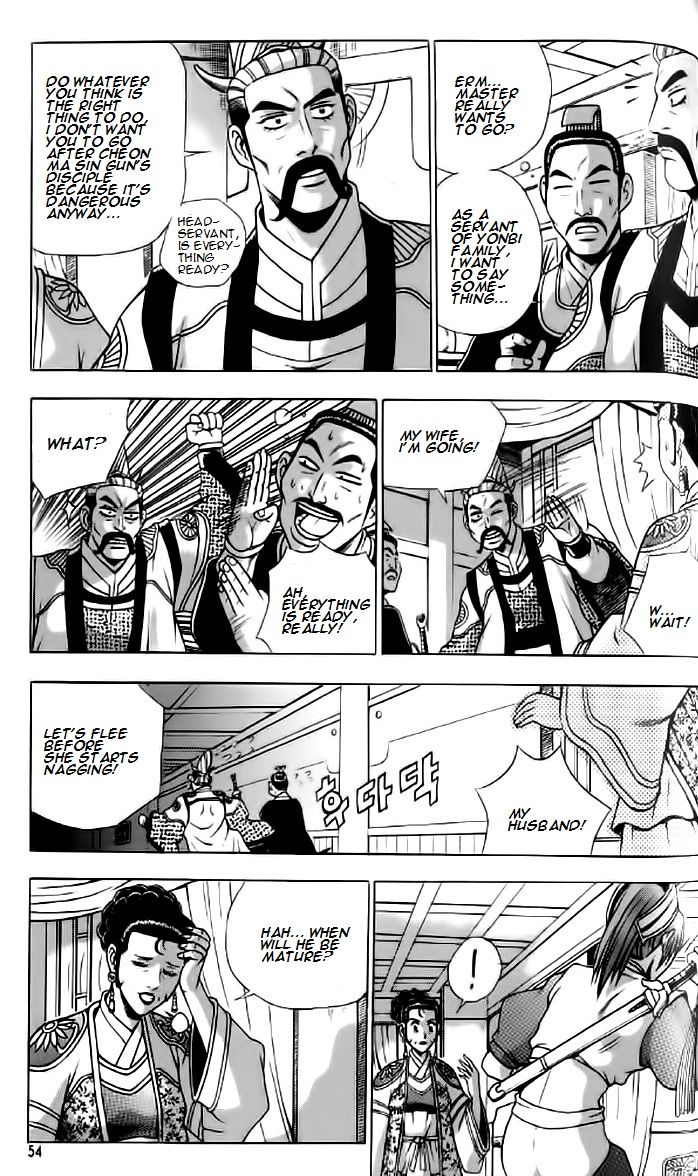 DO WHATEVER
YOU THINK IS
THE RIGHT
THING TO DO,
I DON'T WANT
YOU TO GO
AFTER CHEON
MA SIN GUN'S
DISCIPLE
BECAUSE IT'S
DANGEROUS
ANYWAY...
HEAD-
SERVANT,
IS EVERY-
THING
READY?
ERM...
MASTER
REALLY
WANTS
TO GO?
AS A
SERVANT
OF YONBI
FAMILY,
I WANT
TO SAY
SOME-
THING...
WHAT?
AH,
EVERYTHING
IS READY,
REALLY!
MY WIFE,
I'M GOING!
W...
WAIT!
LET'S FLEE
BEFORE
SHE STARTS
NAGGING!
후다닥
MY
HUSBAND!
HAH... WHEN
WILL HE BE
MATURE?
!
54